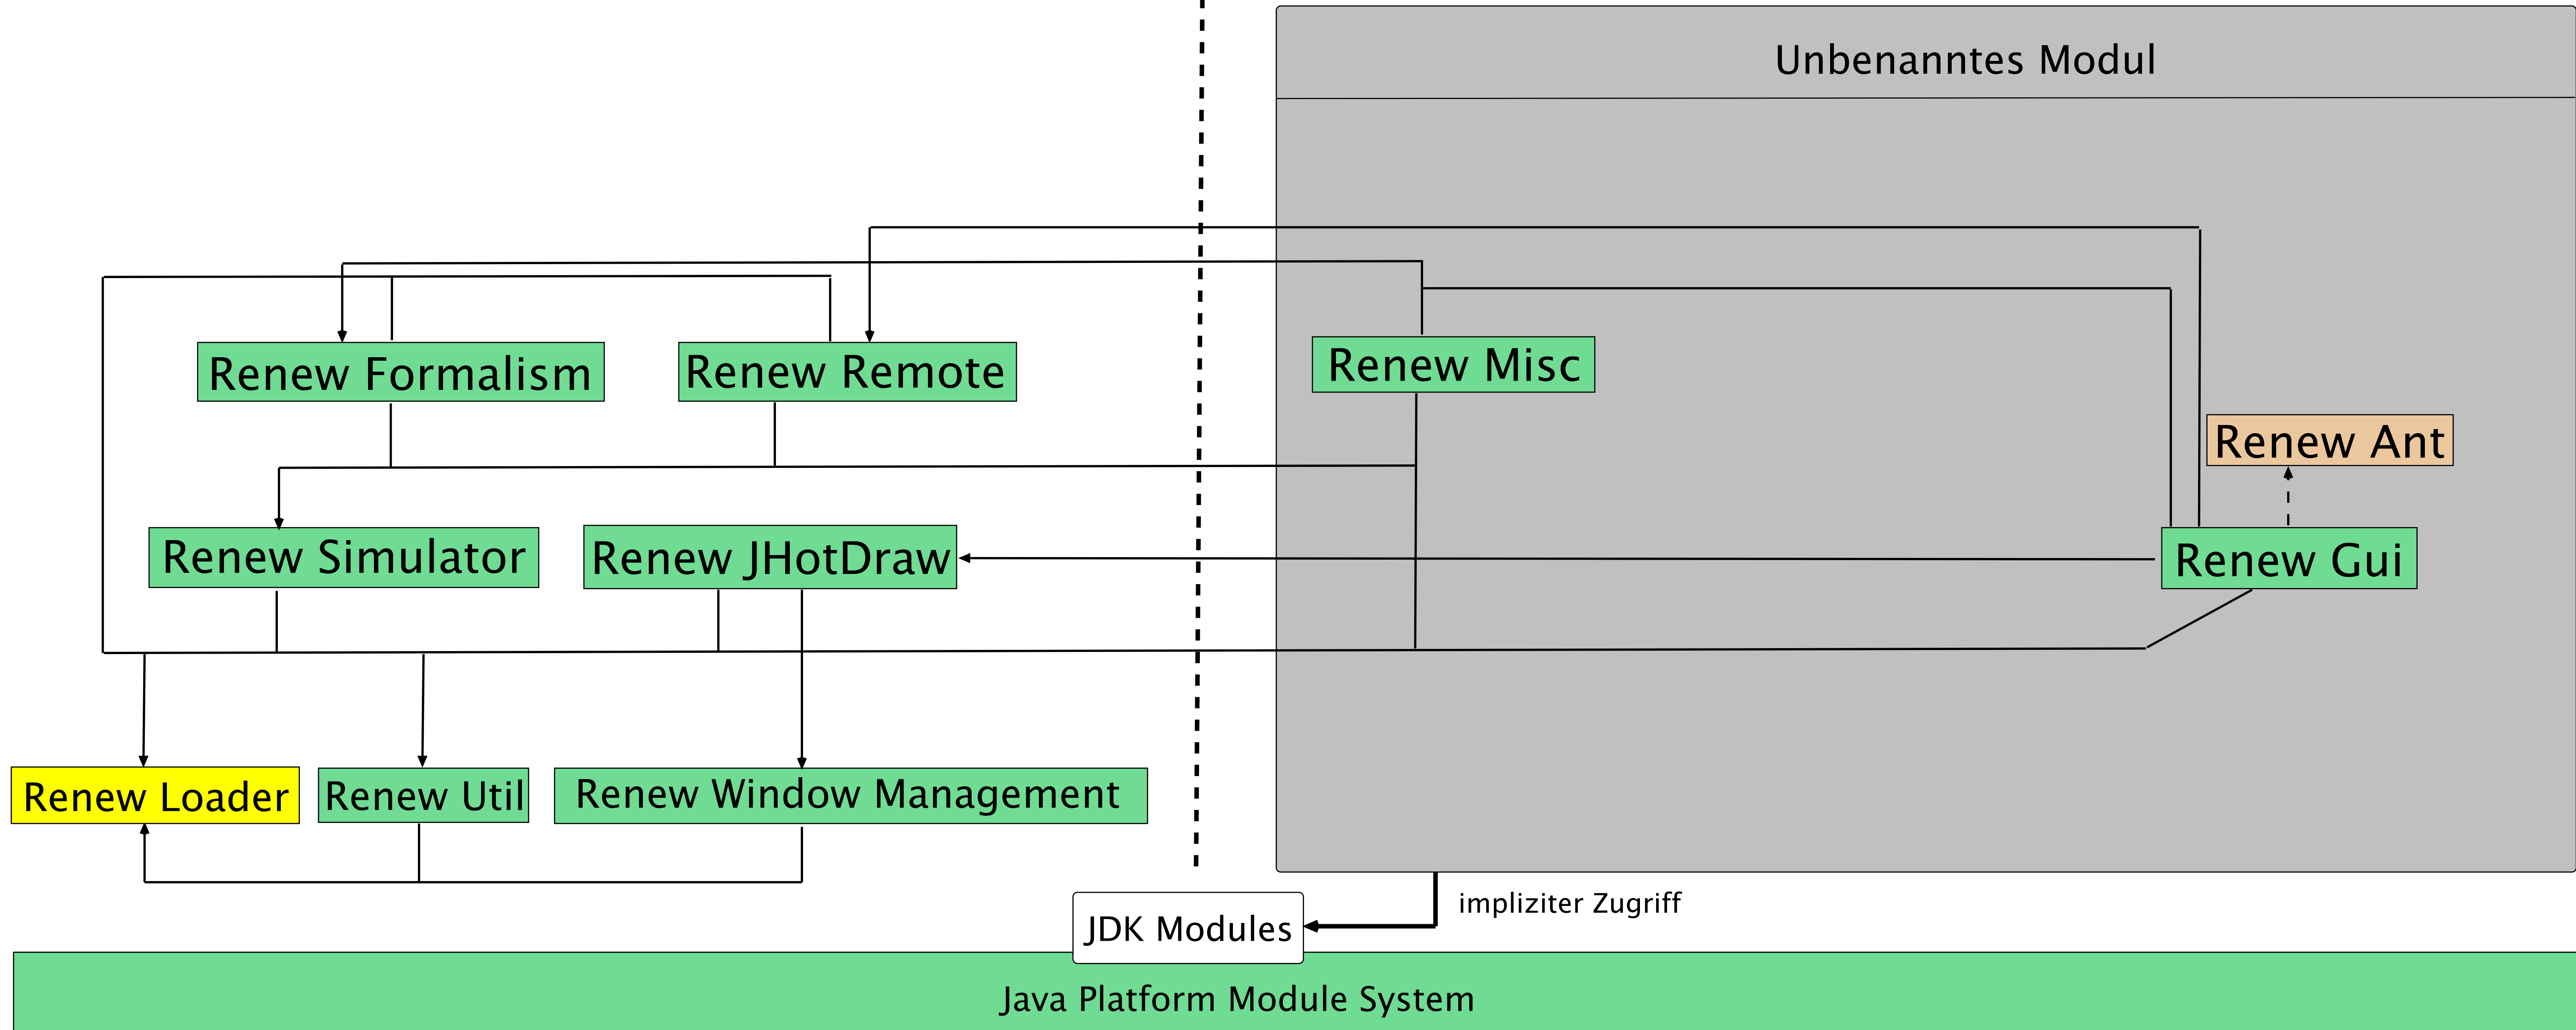 Unbenanntes Modul
Renew Formalism
Renew Remote
Renew Misc
Renew Ant
Renew Simulator
Renew JHotDraw
Renew Gui
Renew Loader
Renew Util
Renew Window Management
impliziter Zugriff
JDK Modules
Java Platform Module System